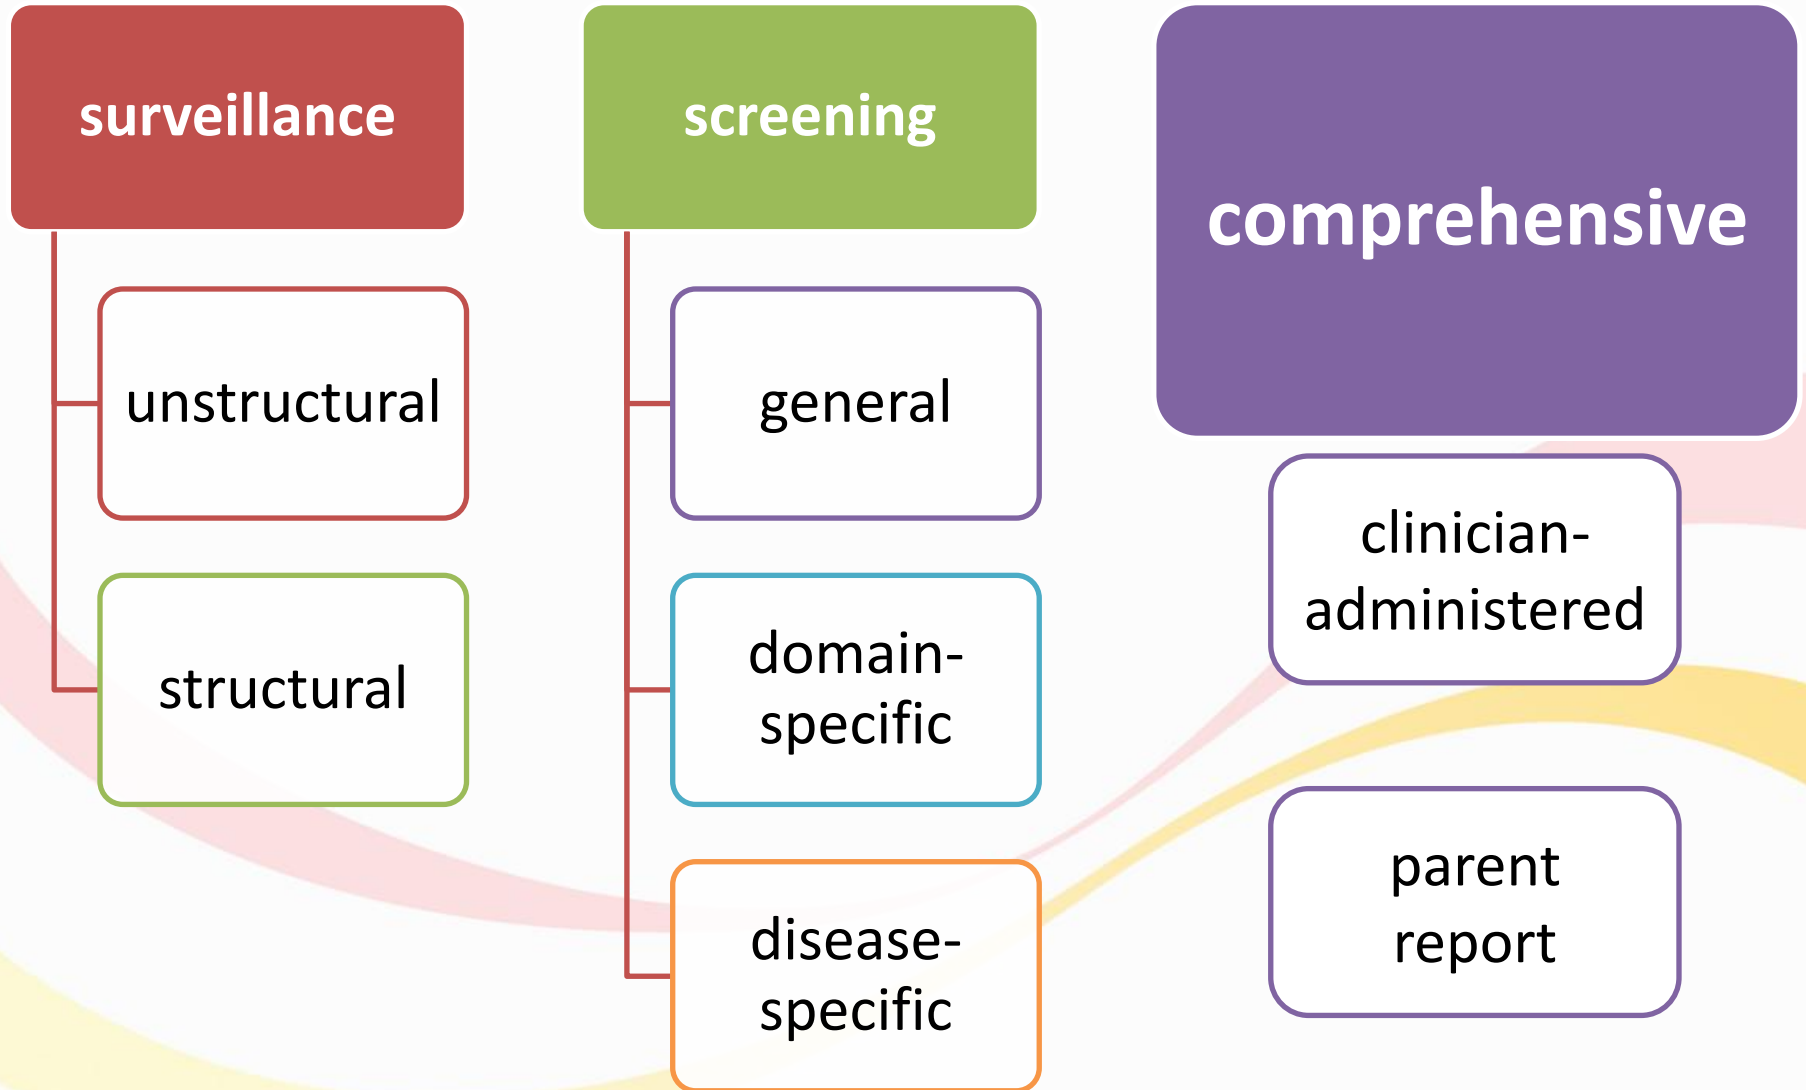 surveillance
unstructural
structural
screening
general
domain-
specific
disease-
specific
comprehensive
clinician-
administered
parent
report